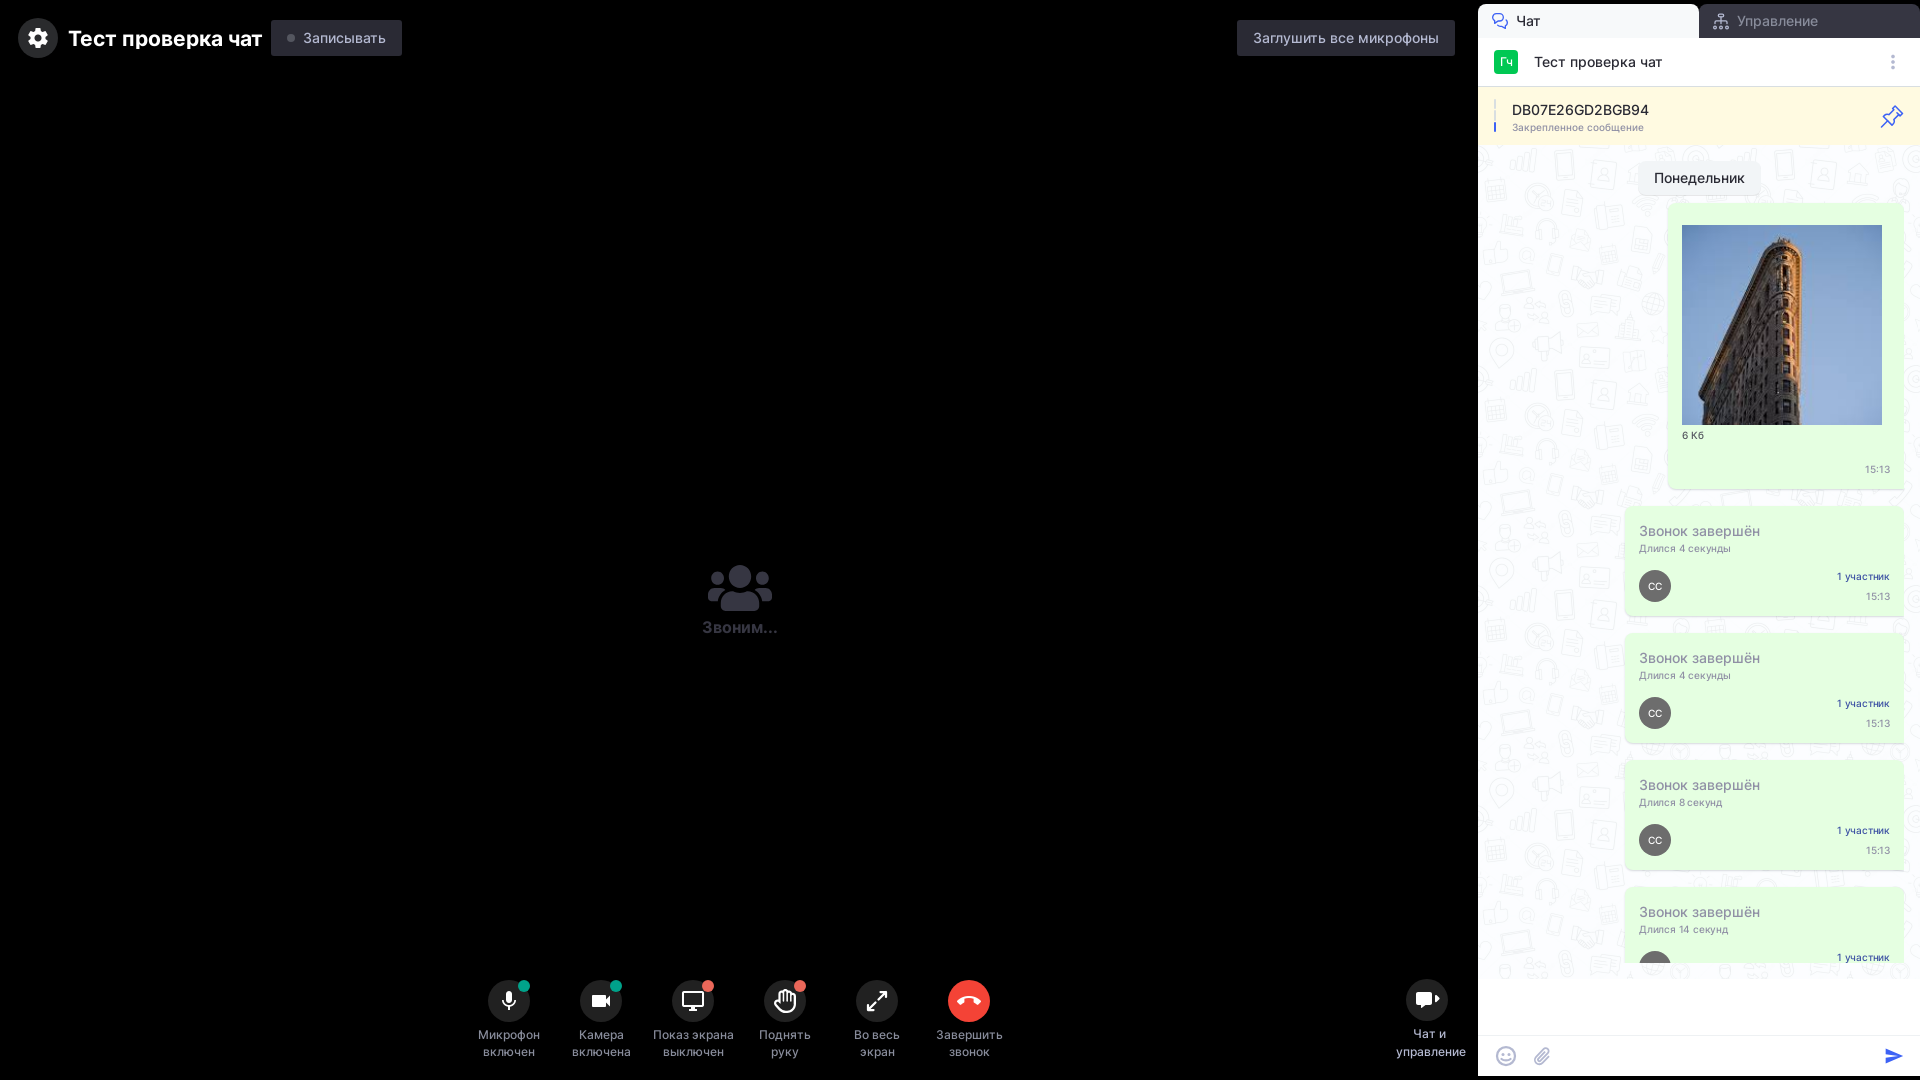 Тест проверка чат
Записывать
Заглушить все микрофоны
Звоним...
Микрофон
включен
Камера
включена
Показ экрана
выключен
Поднять
руку
Во весь
экран
Завершить
звонок
Чат и
управление
Чат
Управление
Гч
Тест проверка чат
DB07E26GD2BGB94
Закрепленное сообщение
Понедельник
6 Кб
15:13
Звонок завершён
Длился 4 секунды
1 участник
СС
15:13
Звонок завершён
Длился 4 секунды
1 участник
СС
15:13
Звонок завершён
Длился 8 секунд
1 участник
СС
15:13
Звонок завершён
Длился 14 секунд
1 участник